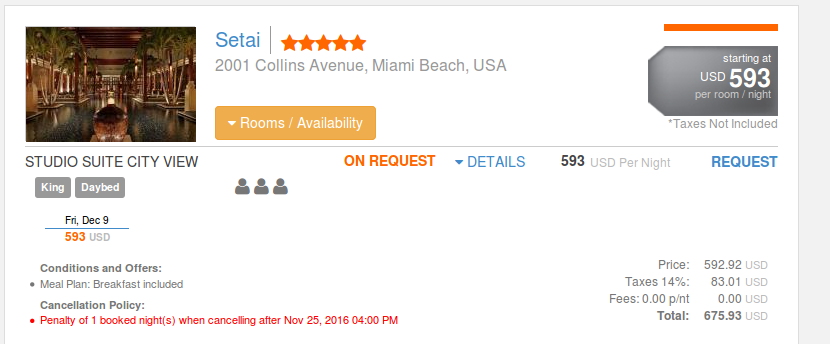 Setai
2001 Collins Avenue, Miami Beach, USA
starting at
USD 593
per room / night
Rooms / Availability
*Taxes Not Included
STUDIO SUITE CITY VIEW ON REQUEST DETAILS 593 USD Per Night REQUEST
King Daybed
Fri, Dec 9
593 USD
Conditions and Offers:
• Meal Plan: Breakfast included
Cancellation Policy:
• Penalty of 1 booked night(s) when cancelling after Nov 25, 2016 04:00 PM
Price: 592.92 USD
Taxes 14%: 83.01 USD
Fees: 0.00 p/nt 0.00 USD
Total: 675.93 USD